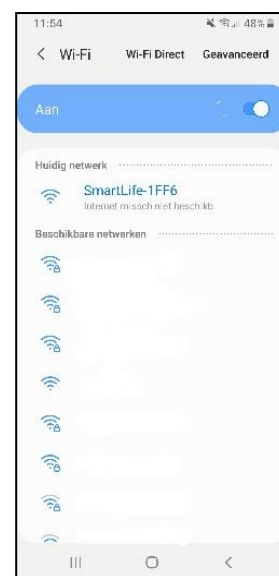 11:54 48%
Wi-Fi Wi-Fi Direct Geavanceerd
Aan
Huidig netwerk
SmartLife-1FF6
Internet missch niet beschikb.
Beschikbare netwerken